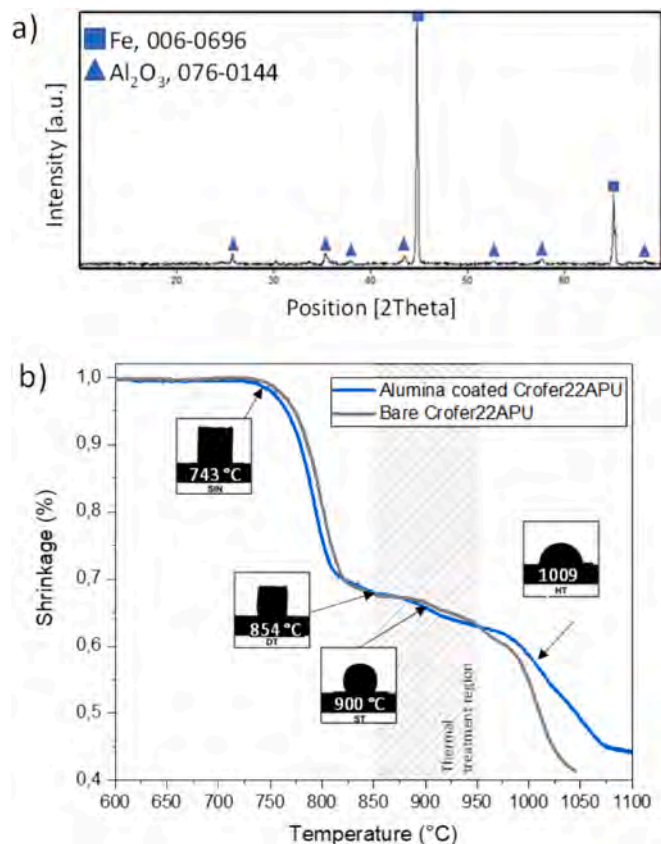 a)
Fe, 006-0696
Al₂O₃, 076-0144
Intensity [a.u.]
20 30 40 50 60
Position [2Theta]
b)
Alumina coated Crofer22APU
Bare Crofer22APU
1,0
0,9
0,8
0,7
0,6
0,5
0,4
Shrinkage (%)
743 °C
SIN
854 °C
DT
900 °C
ST
1009
HT
Thermal
treatment region
600 650 700 750 800 850 900 950 1000 1050 1100
Temperature (°C)